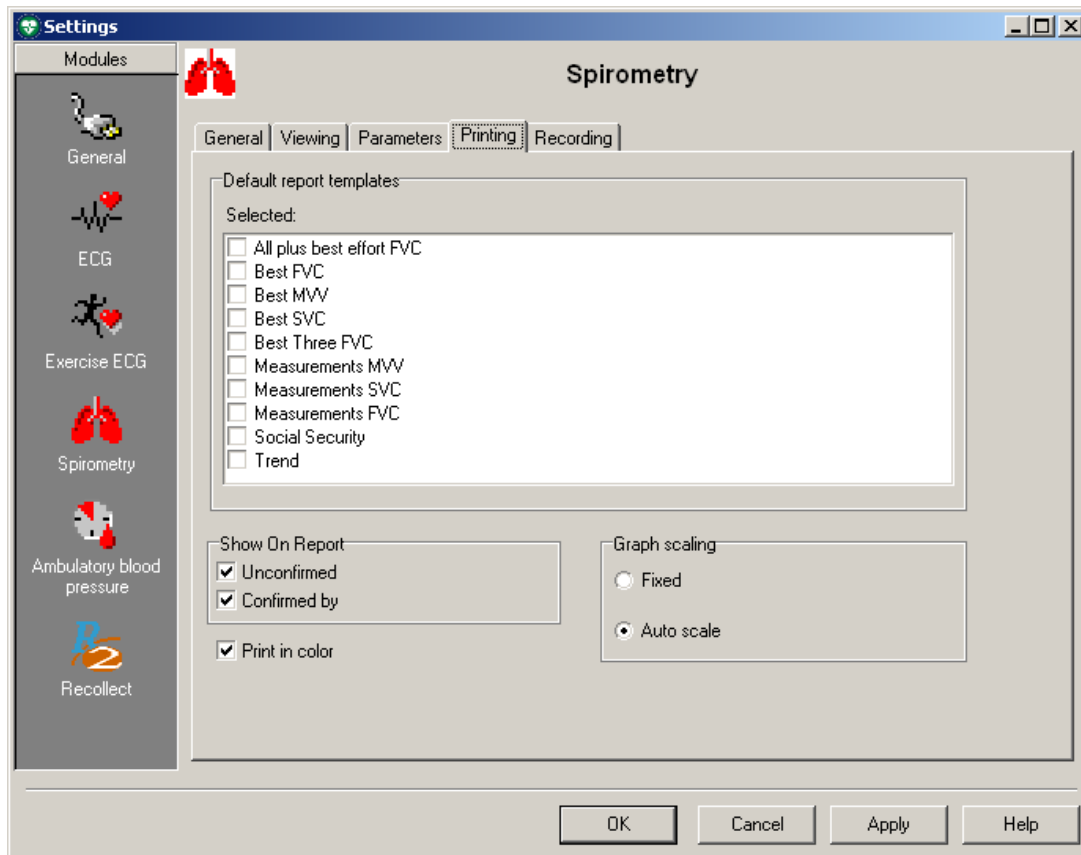 Settings
Modules
General
ECG
Exercise ECG
Spirometry
Ambulatory blood
pressure
Recollect
Spirometry
General Viewing Parameters Printing Recording
Default report templates
Selected:
All plus best effort FVC
Best FVC
Best MVV
Best SVC
Best Three FVC
Measurements MVV
Measurements SVC
Measurements FVC
Social Security
Trend
Show On Report
Unconfirmed
Confirmed by
Print in color
Graph scaling
Fixed
Auto scale
OK Cancel Apply Help